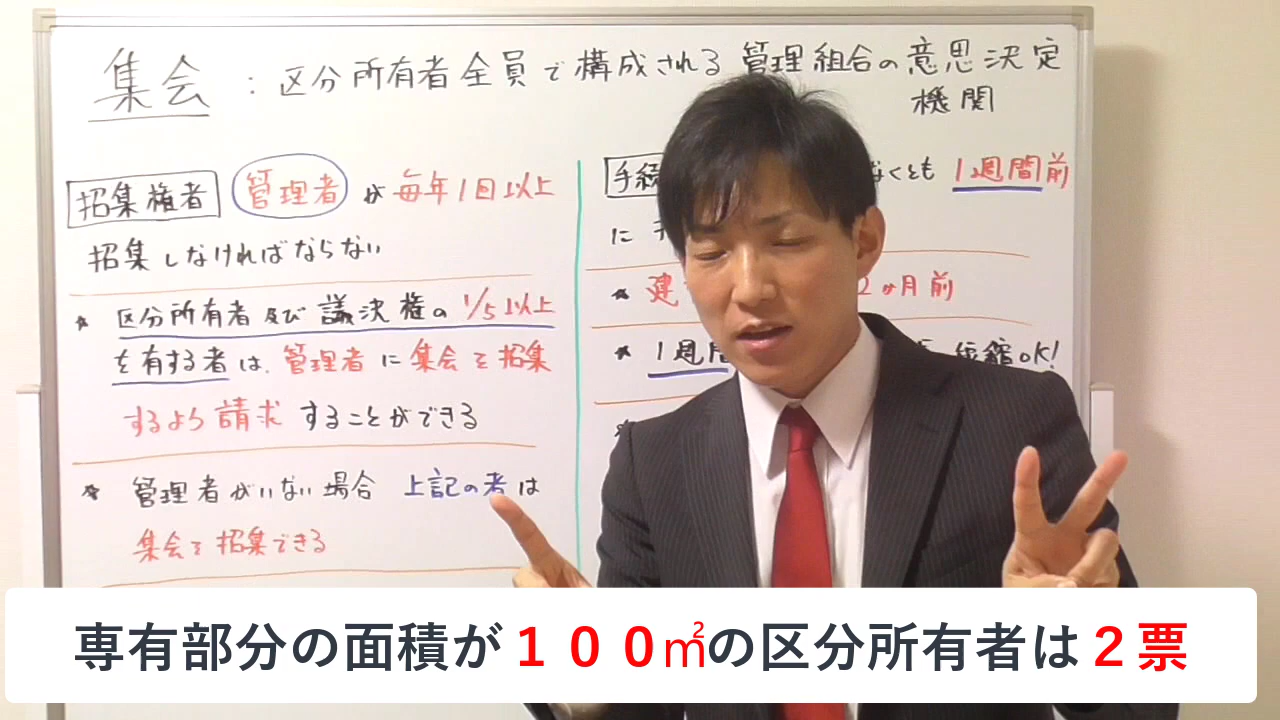 集会：区分所有者全員で構成される管理組合の意思決定
機関
招集権者 管理者が毎年1回以上
招集しなければならない
★ 区分所有者及び議決権の1/5以上
を有する者は、管理者に集会を招集
するよう請求することができる
★ 管理者がいない場合 上記の者は
集会を招集できる
手続 なくとも1週間前
に
★ 建 2ヶ月前
★ 1週間 短縮OK!
専有部分の面積が１００㎡の区分所有者は２票